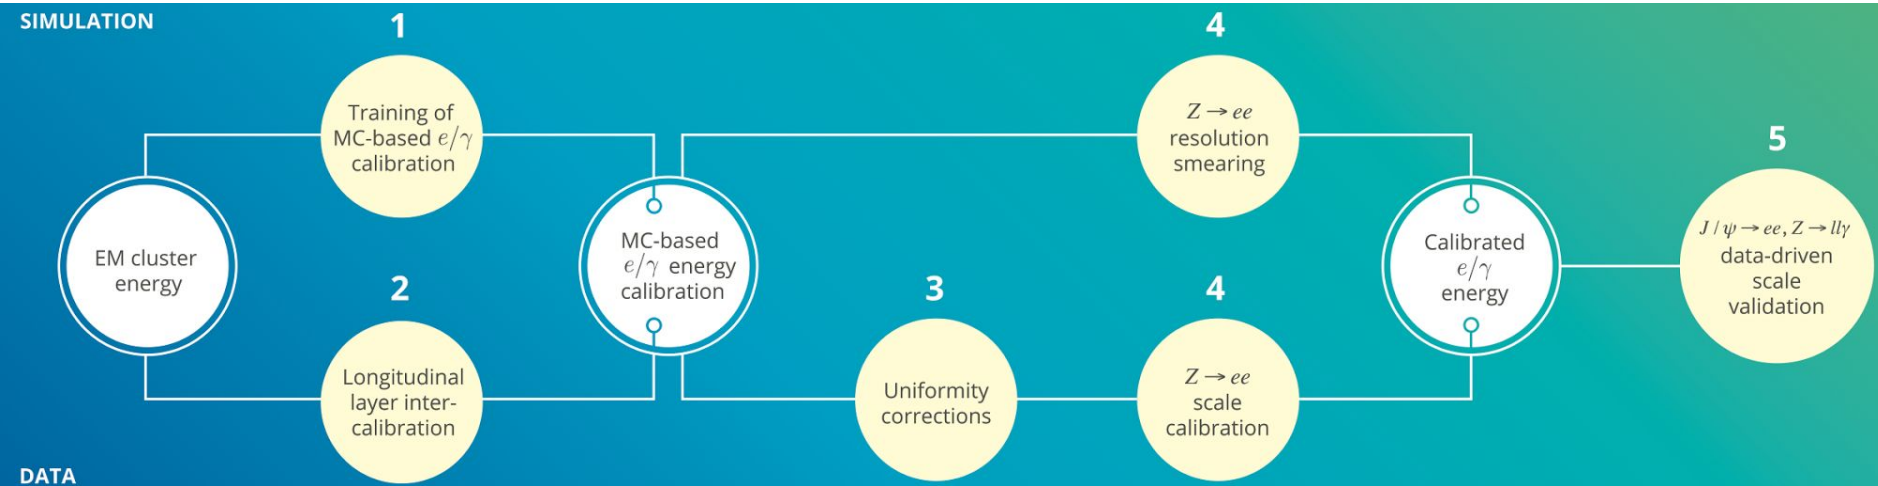 SIMULATION
1
Training of
MC-based e/γ
calibration
4
Z → ee
resolution
smearing
5
J / ψ → ee, Z → llγ
data-driven
scale
validation
EM cluster
energy
MC-based
e/γ energy
calibration
Calibrated
e/γ
energy
2
Longitudinal
layer inter-
calibration
3
Uniformity
corrections
4
Z → ee
scale
calibration
DATA